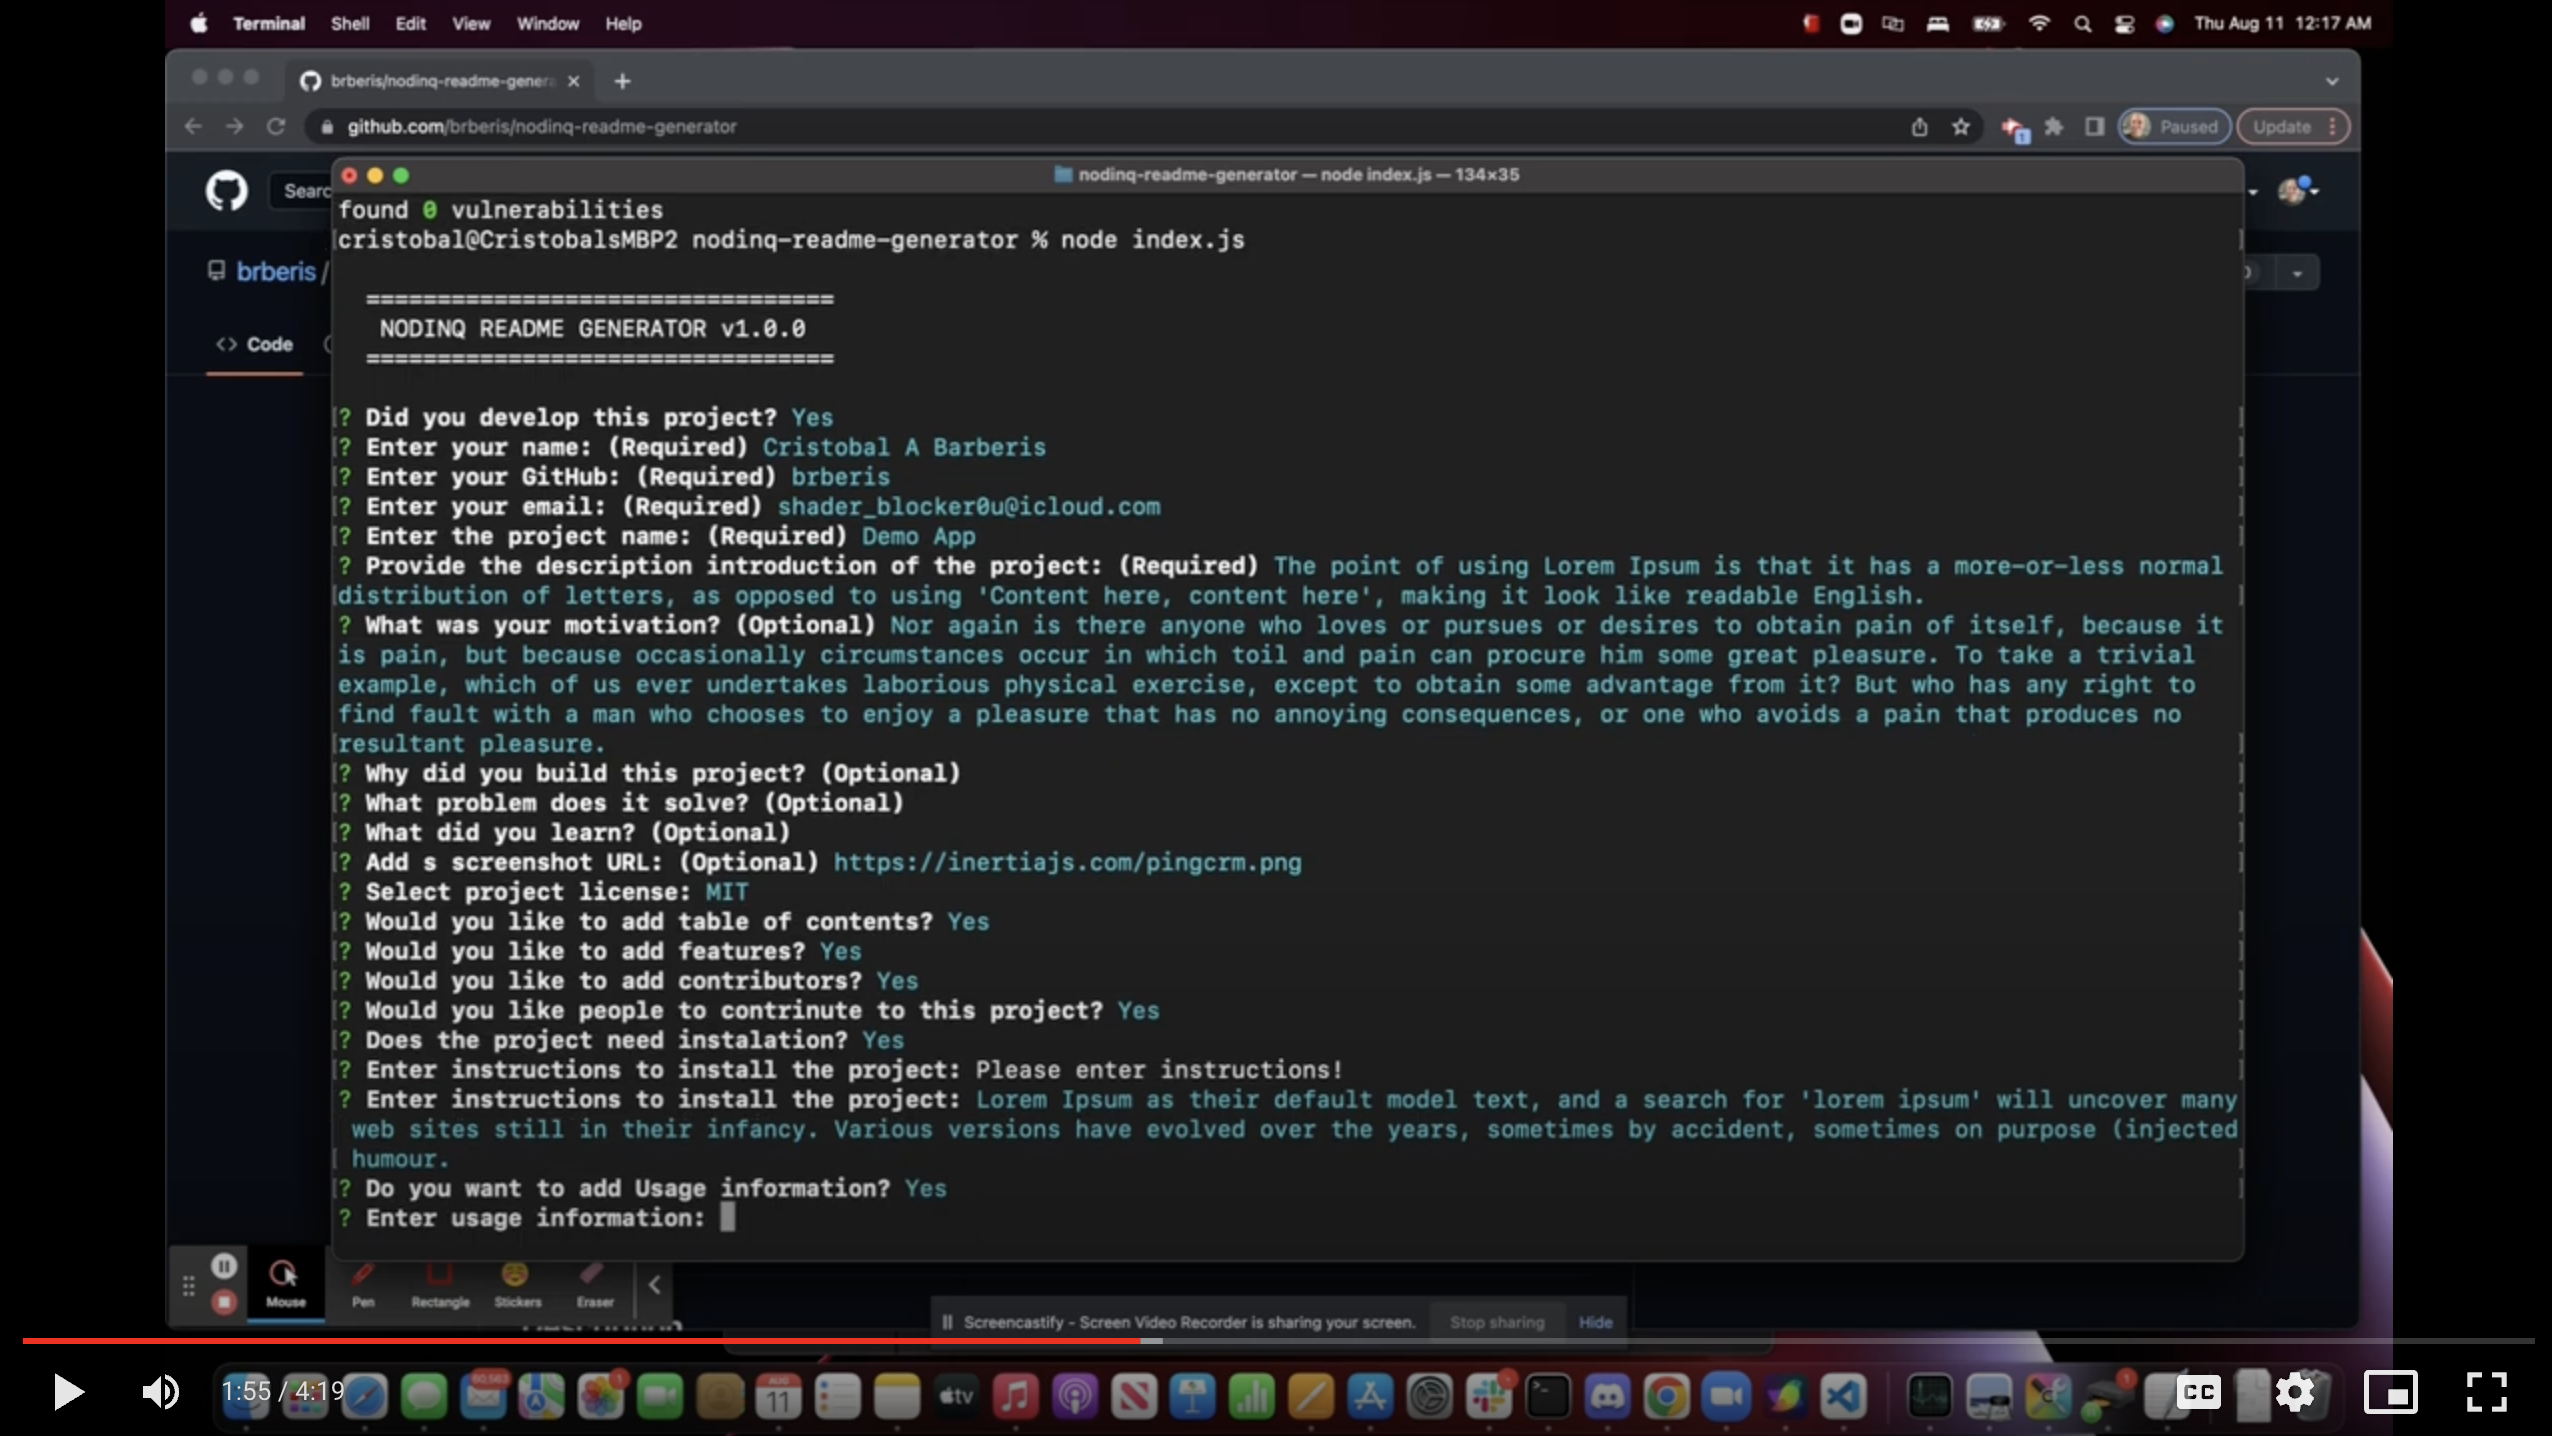 Terminal Shell Edit View Window Help Thu Aug 11 12:17 AM
brberis/nodinq-readme-genera
github.com/brberis/nodinq-readme-generator Paused Update
nodinq-readme-generator — node index.js — 134×35
Searc
found 0 vulnerabilities
cristobal@CristobalsMBP2 nodinq-readme-generator % node index.js
brberis /
=================================
NODINQ README GENERATOR v1.0.0
Code
=================================
? Did you develop this project? Yes
? Enter your name: (Required) Cristobal A Barberis
? Enter your GitHub: (Required) brberis
? Enter your email: (Required) shader_blocker0u@icloud.com
? Enter the project name: (Required) Demo App
? Provide the description introduction of the project: (Required) The point of using Lorem Ipsum is that it has a more-or-less normal
distribution of letters, as opposed to using 'Content here, content here', making it look like readable English.
? What was your motivation? (Optional) Nor again is there anyone who loves or pursues or desires to obtain pain of itself, because it
is pain, but because occasionally circumstances occur in which toil and pain can procure him some great pleasure. To take a trivial
example, which of us ever undertakes laborious physical exercise, except to obtain some advantage from it? But who has any right to
find fault with a man who chooses to enjoy a pleasure that has no annoying consequences, or one who avoids a pain that produces no
resultant pleasure.
? Why did you build this project? (Optional)
? What problem does it solve? (Optional)
? What did you learn? (Optional)
? Add s screenshot URL: (Optional) https://inertiajs.com/pingcrm.png
? Select project license: MIT
? Would you like to add table of contents? Yes
? Would you like to add features? Yes
? Would you like to add contributors? Yes
? Would you like people to contrinute to this project? Yes
? Does the project need instalation? Yes
? Enter instructions to install the project: Please enter instructions!
? Enter instructions to install the project: Lorem Ipsum as their default model text, and a search for 'lorem ipsum' will uncover many
web sites still in their infancy. Various versions have evolved over the years, sometimes by accident, sometimes on purpose (injected
humour.
? Do you want to add Usage information? Yes
? Enter usage information:
Mouse Pen Rectangle Stickers Eraser
Screencastify - Screen Video Recorder is sharing your screen. Stop sharing Hide
1:55 / 4:19
60,563 1 AUG 11 tv 1 CC